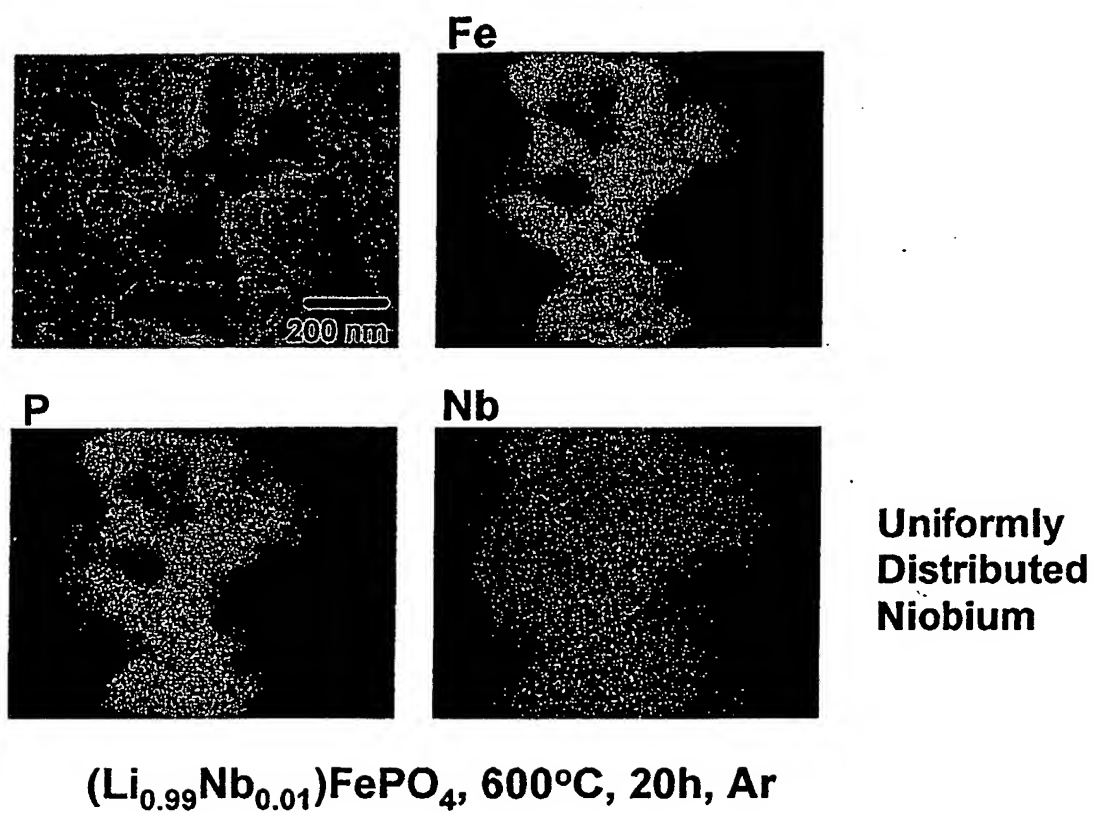 Fe
200 nm
P
Nb
Uniformly
Distributed
Niobium
(Li₀.₉₉Nb₀.₀₁)FePO₄, 600°C, 20h, Ar